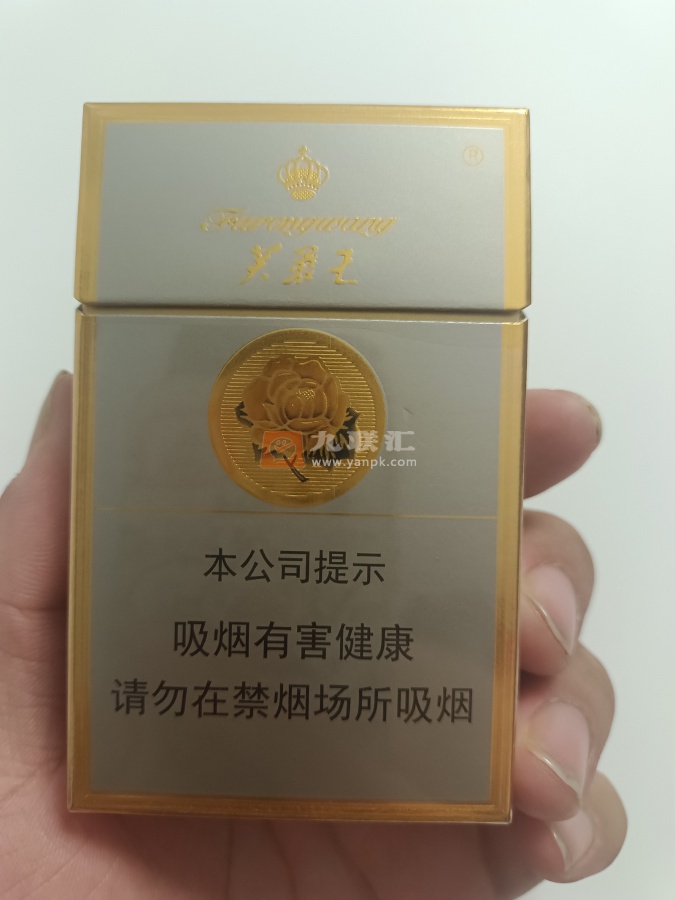 ®
Furongwang
芙蓉王
九联汇
www.yanpk.com
本公司提示
吸烟有害健康
请勿在禁烟场所吸烟